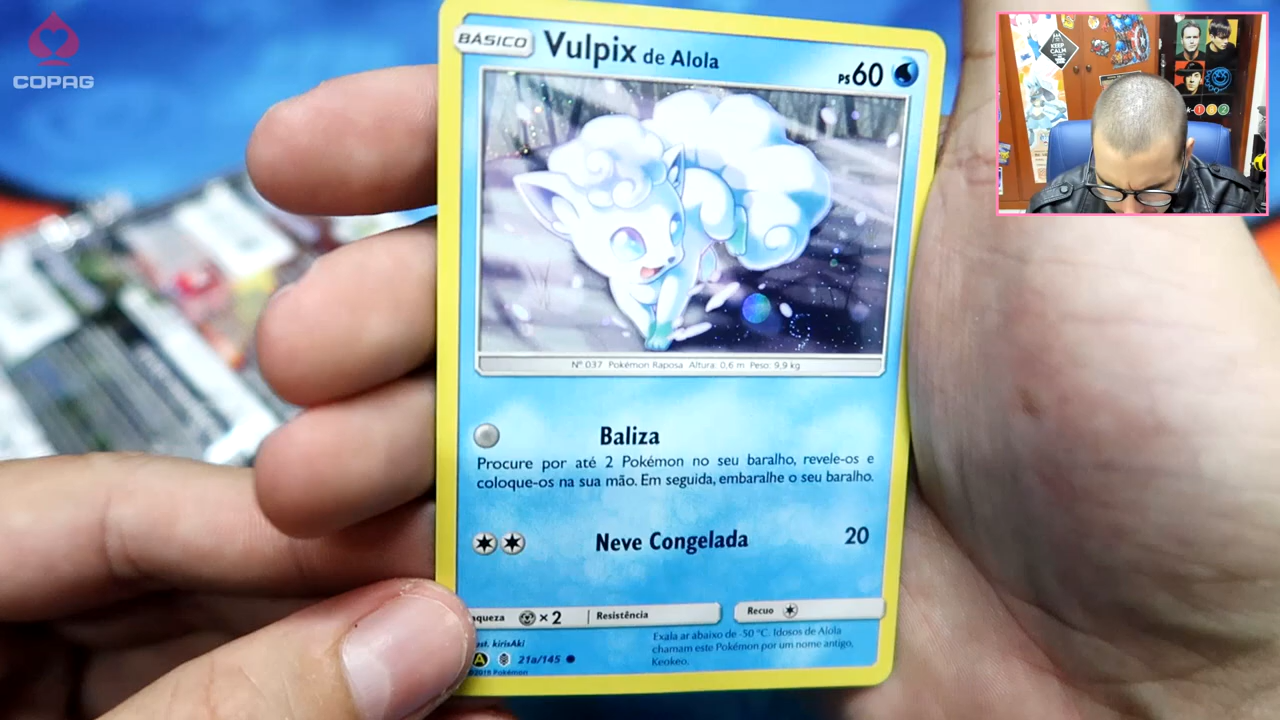 COPAG
BÁSICO
Vulpix de Alola
PS60
Nº 037 Pokémon Raposa Altura: 0,6 m Peso: 9,9 kg
Baliza
Procure por até 2 Pokémon no seu baralho, revele-os e
coloque-os na sua mão. Em seguida, embaralhe o seu baralho.
Neve Congelada 20
aqueza ×2 Resistência Recuo
Exala ar abaixo de -50 °C. Idosos de Alola
chamam este Pokémon por um nome antigo,
Keokeo.
est. kirisAki
A 21a/145
©2019 Pokémon
KEEP
CALM